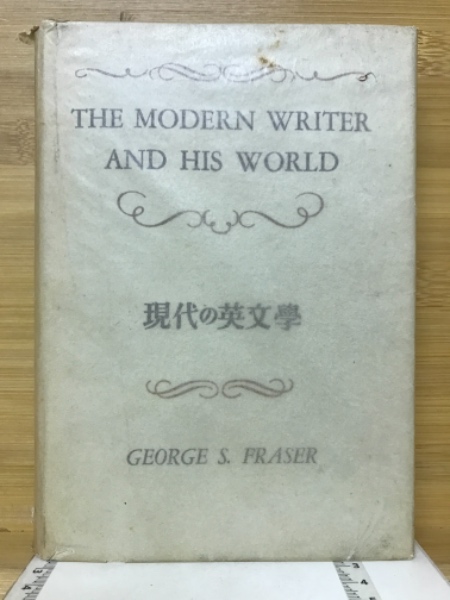 THE MODERN WRITER
AND HIS WORLD
現代の英文學
GEORGE S. FRASER